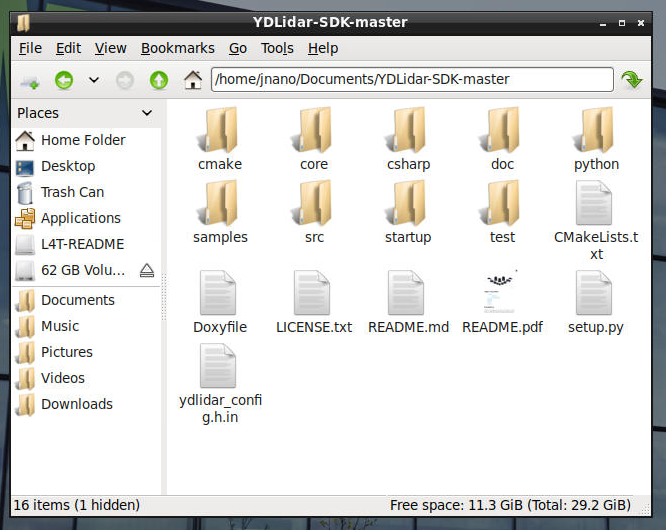 YDLidar-SDK-master
File Edit View Bookmarks Go Tools Help
/home/jnano/Documents/YDLidar-SDK-master
Places
Home Folder
Desktop
Trash Can
Applications
L4T-README
62 GB Volu...
Documents
Music
Pictures
Videos
Downloads
cmake core csharp doc python
samples src startup test CMakeLists.t
xt
Doxyfile LICENSE.txt README.md README.pdf setup.py
ydlidar_confi
g.h.in
16 items (1 hidden) Free space: 11.3 GiB (Total: 29.2 GiB)